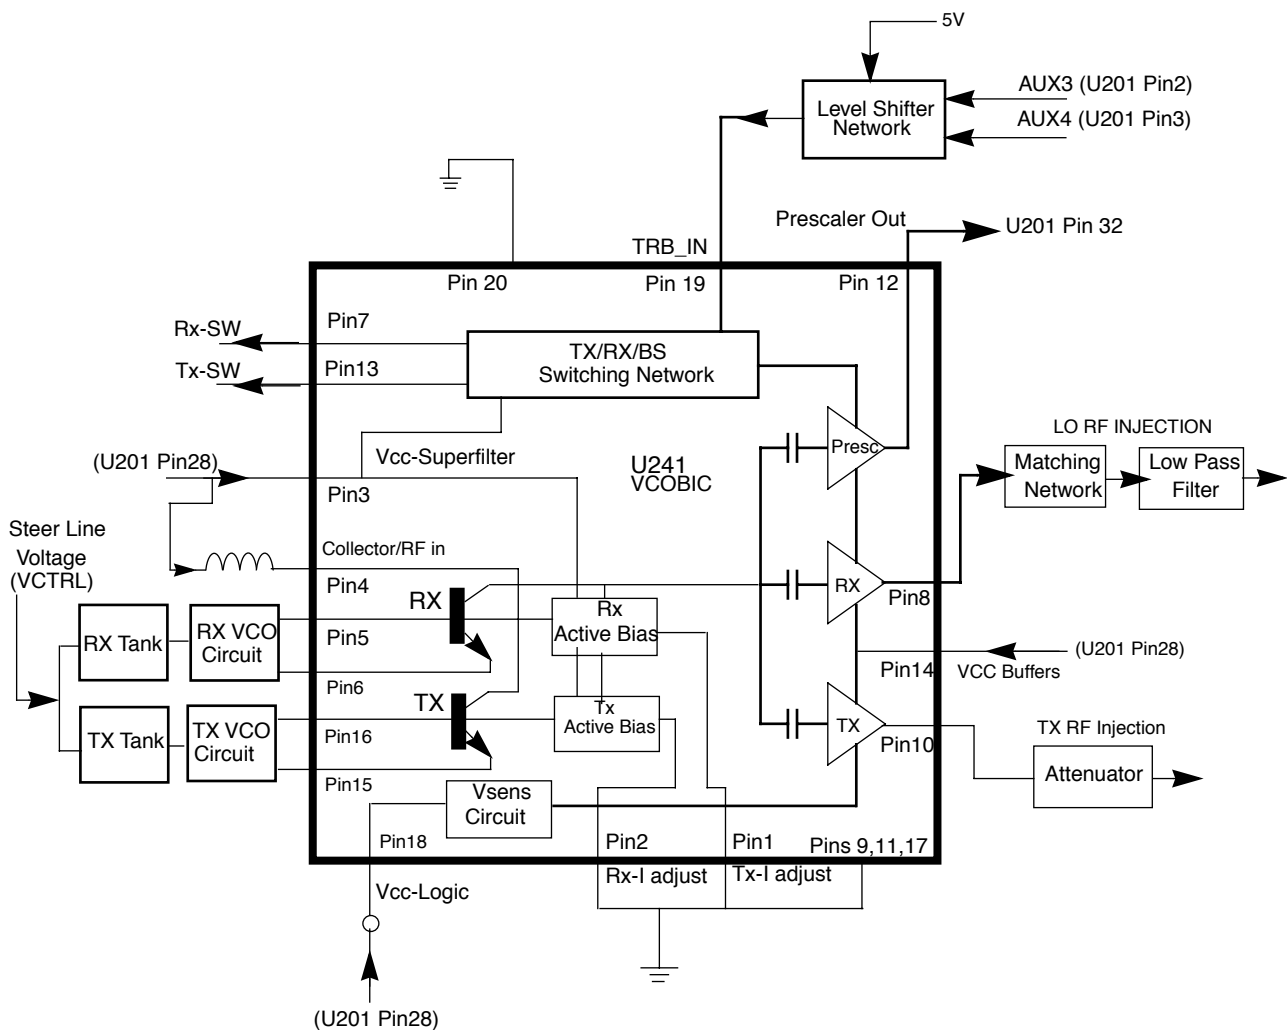 5V
AUX3 (U201 Pin2)
Level Shifter
Network
AUX4 (U201 Pin3)
Prescaler Out
U201 Pin 32
TRB_IN
Pin 20
Pin 19
Pin 12
Rx-SW
Pin7
Tx-SW
Pin13
TX/RX/BS
Switching Network
Presc
LO RF INJECTION
(U201 Pin28)
Vcc-Superfilter
U241
VCOBIC
Matching
Network
Low Pass
Filter
Pin3
Steer Line
Voltage
(VCTRL)
Collector/RF in
Pin4
RX
Rx
Active Bias
RX
Pin8
RX Tank
RX VCO
Circuit
Pin5
Pin6
Pin14
(U201 Pin28)
VCC Buffers
TX
Tx
Active Bias
TX
Pin10
TX RF Injection
TX Tank
TX VCO
Circuit
Pin16
Pin15
Attenuator
Vsens
Circuit
Pin18
Pin2
Pin1
Pins 9,11,17
Rx-I adjust
Tx-I adjust
Vcc-Logic
(U201 Pin28)